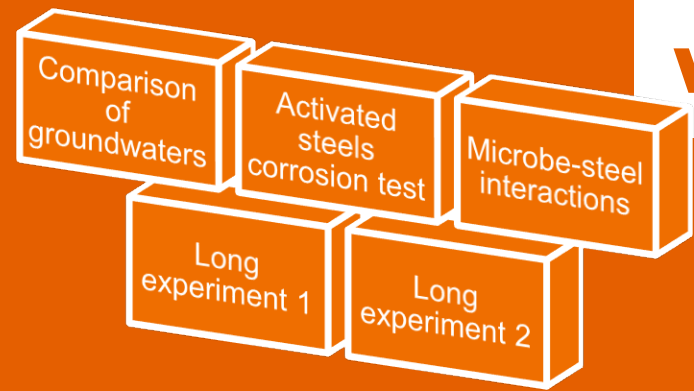 Comparison
of
groundwaters
Activated
steels
corrosion test
Microbe-steel
interactions
Long
experiment 1
Long
experiment 2